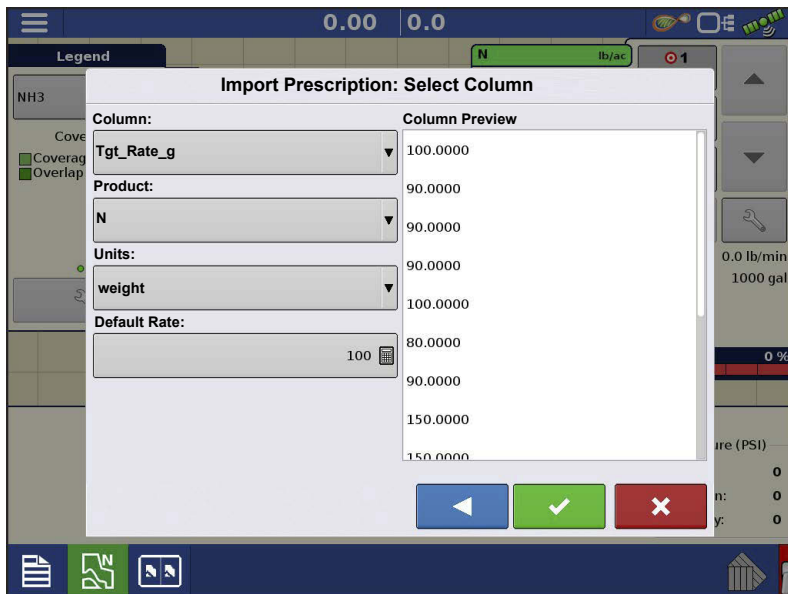 0.00 0.0
Legend
N lb/ac
1
Import Prescription: Select Column
NH3
Column:
Column Preview
Tgt_Rate_g
100.0000
Cove
Coverag
Overlap
Product:
90.0000
N
90.0000
Units:
90.0000
0.0 lb/min
weight
1000 gal
100.0000
Default Rate:
100
80.0000
0 %
90.0000
150.0000
150.0000
ure (PSI)
0
n: 0
y: 0
N